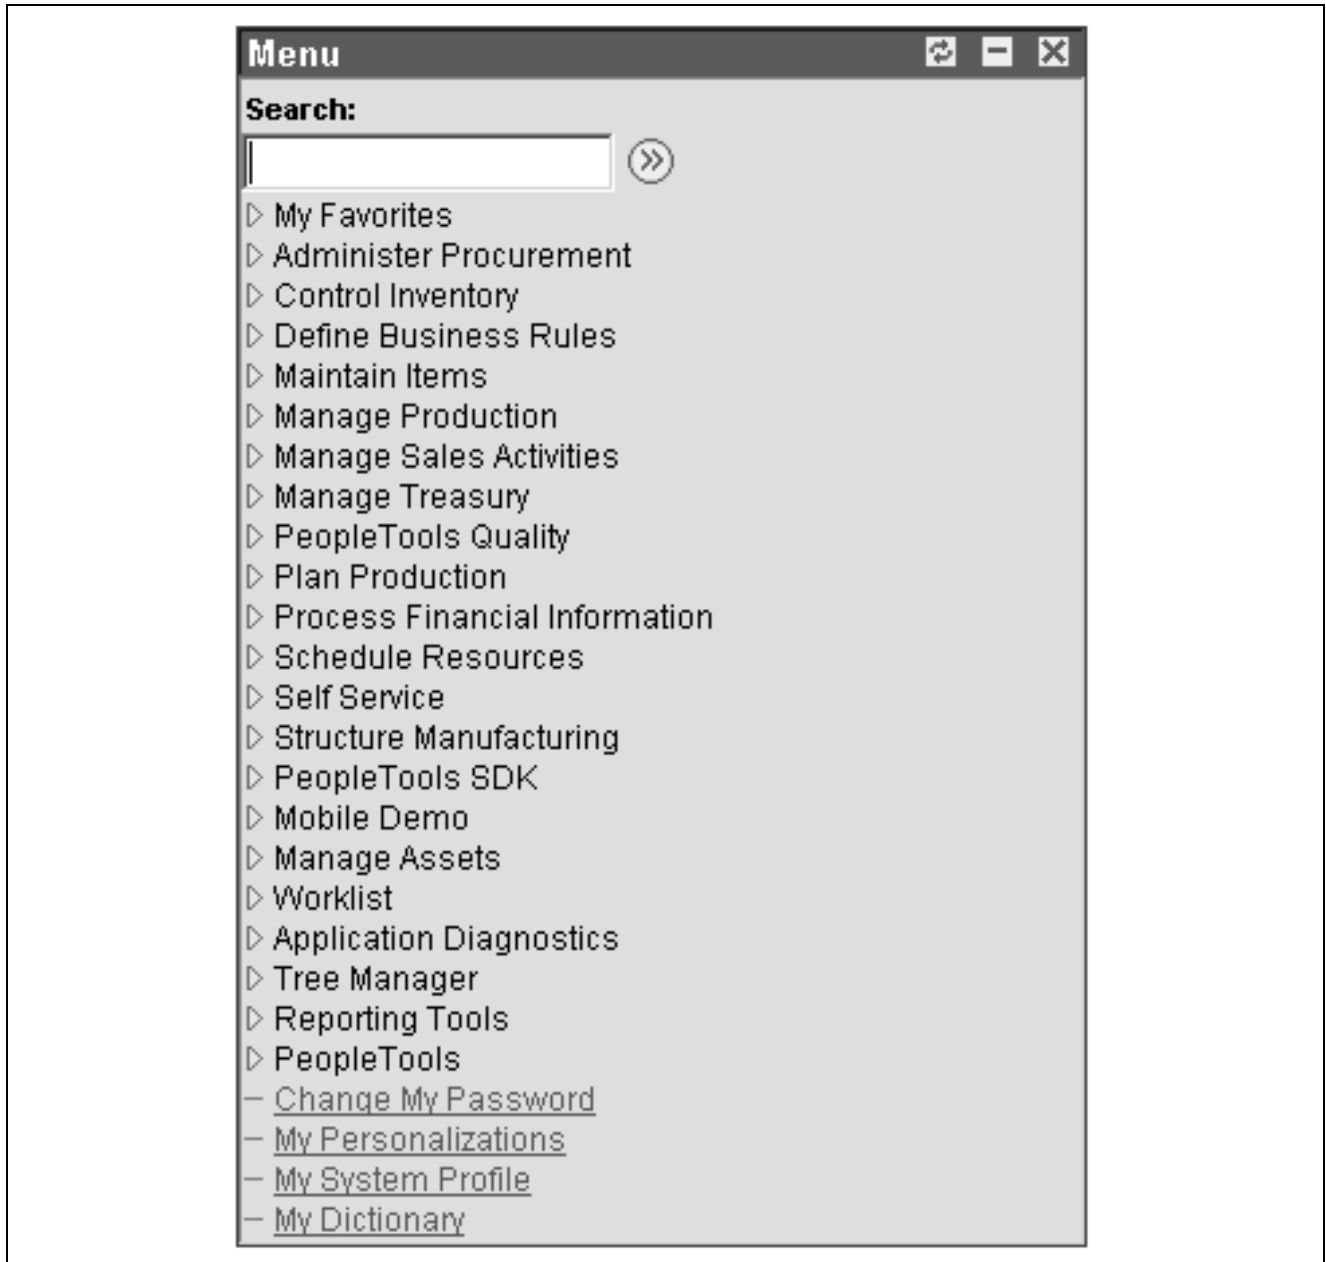 Menu
Search:
My Favorites
Administer Procurement
Control Inventory
Define Business Rules
Maintain Items
Manage Production
Manage Sales Activities
Manage Treasury
PeopleTools Quality
Plan Production
Process Financial Information
Schedule Resources
Self Service
Structure Manufacturing
PeopleTools SDK
Mobile Demo
Manage Assets
Worklist
Application Diagnostics
Tree Manager
Reporting Tools
PeopleTools
Change My Password
My Personalizations
My System Profile
My Dictionary